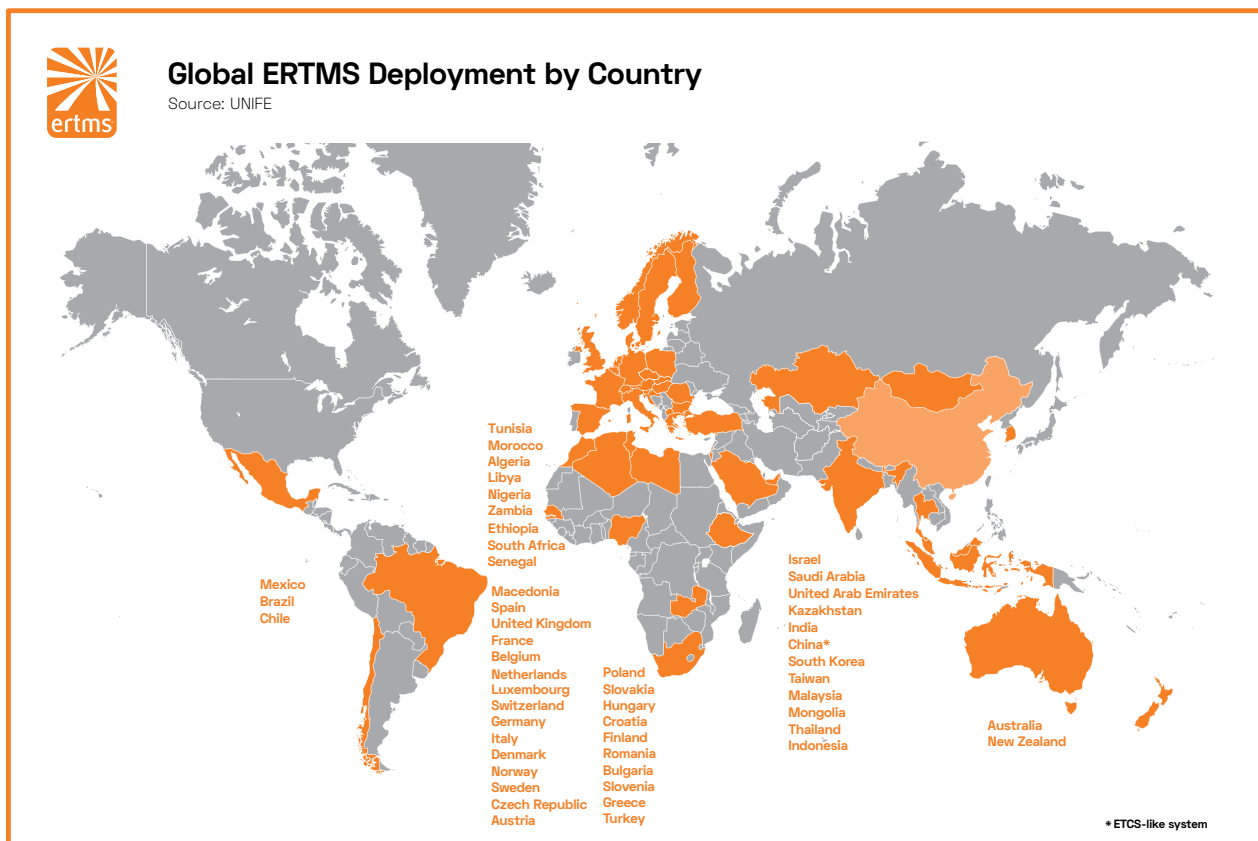 Global ERTMS Deployment by Country
Source: UNIFE
ertms
Tunisia
Morocco
Algeria
Libya
Nigeria
Zambia
Ethiopia
South Africa
Senegal
Mexico
Brazil
Chile
Macedonia
Spain
United Kingdom
France
Belgium
Netherlands
Luxembourg
Switzerland
Germany
Italy
Denmark
Norway
Sweden
Czech Republic
Austria
Poland
Slovakia
Hungary
Croatia
Finland
Romania
Bulgaria
Slovenia
Greece
Turkey
Israel
Saudi Arabia
United Arab Emirates
Kazakhstan
India
China*
South Korea
Taiwan
Malaysia
Mongolia
Thailand
Indonesia
Australia
New Zealand
* ETCS-like system